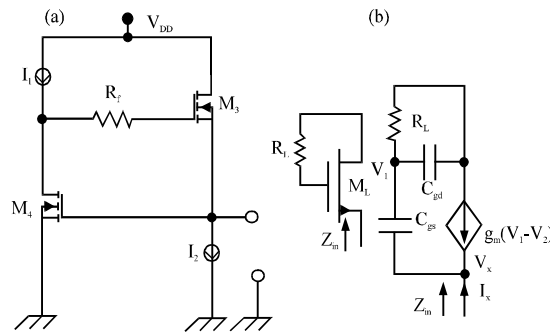 (a)
V_DD
I_1
R_f
M_3
M_4
I_2
(b)
R_L
M_L
Z_in
R_L
V_1
C_gd
C_gs
g_m(V_1-V_2)
V_x
Z_in
I_x